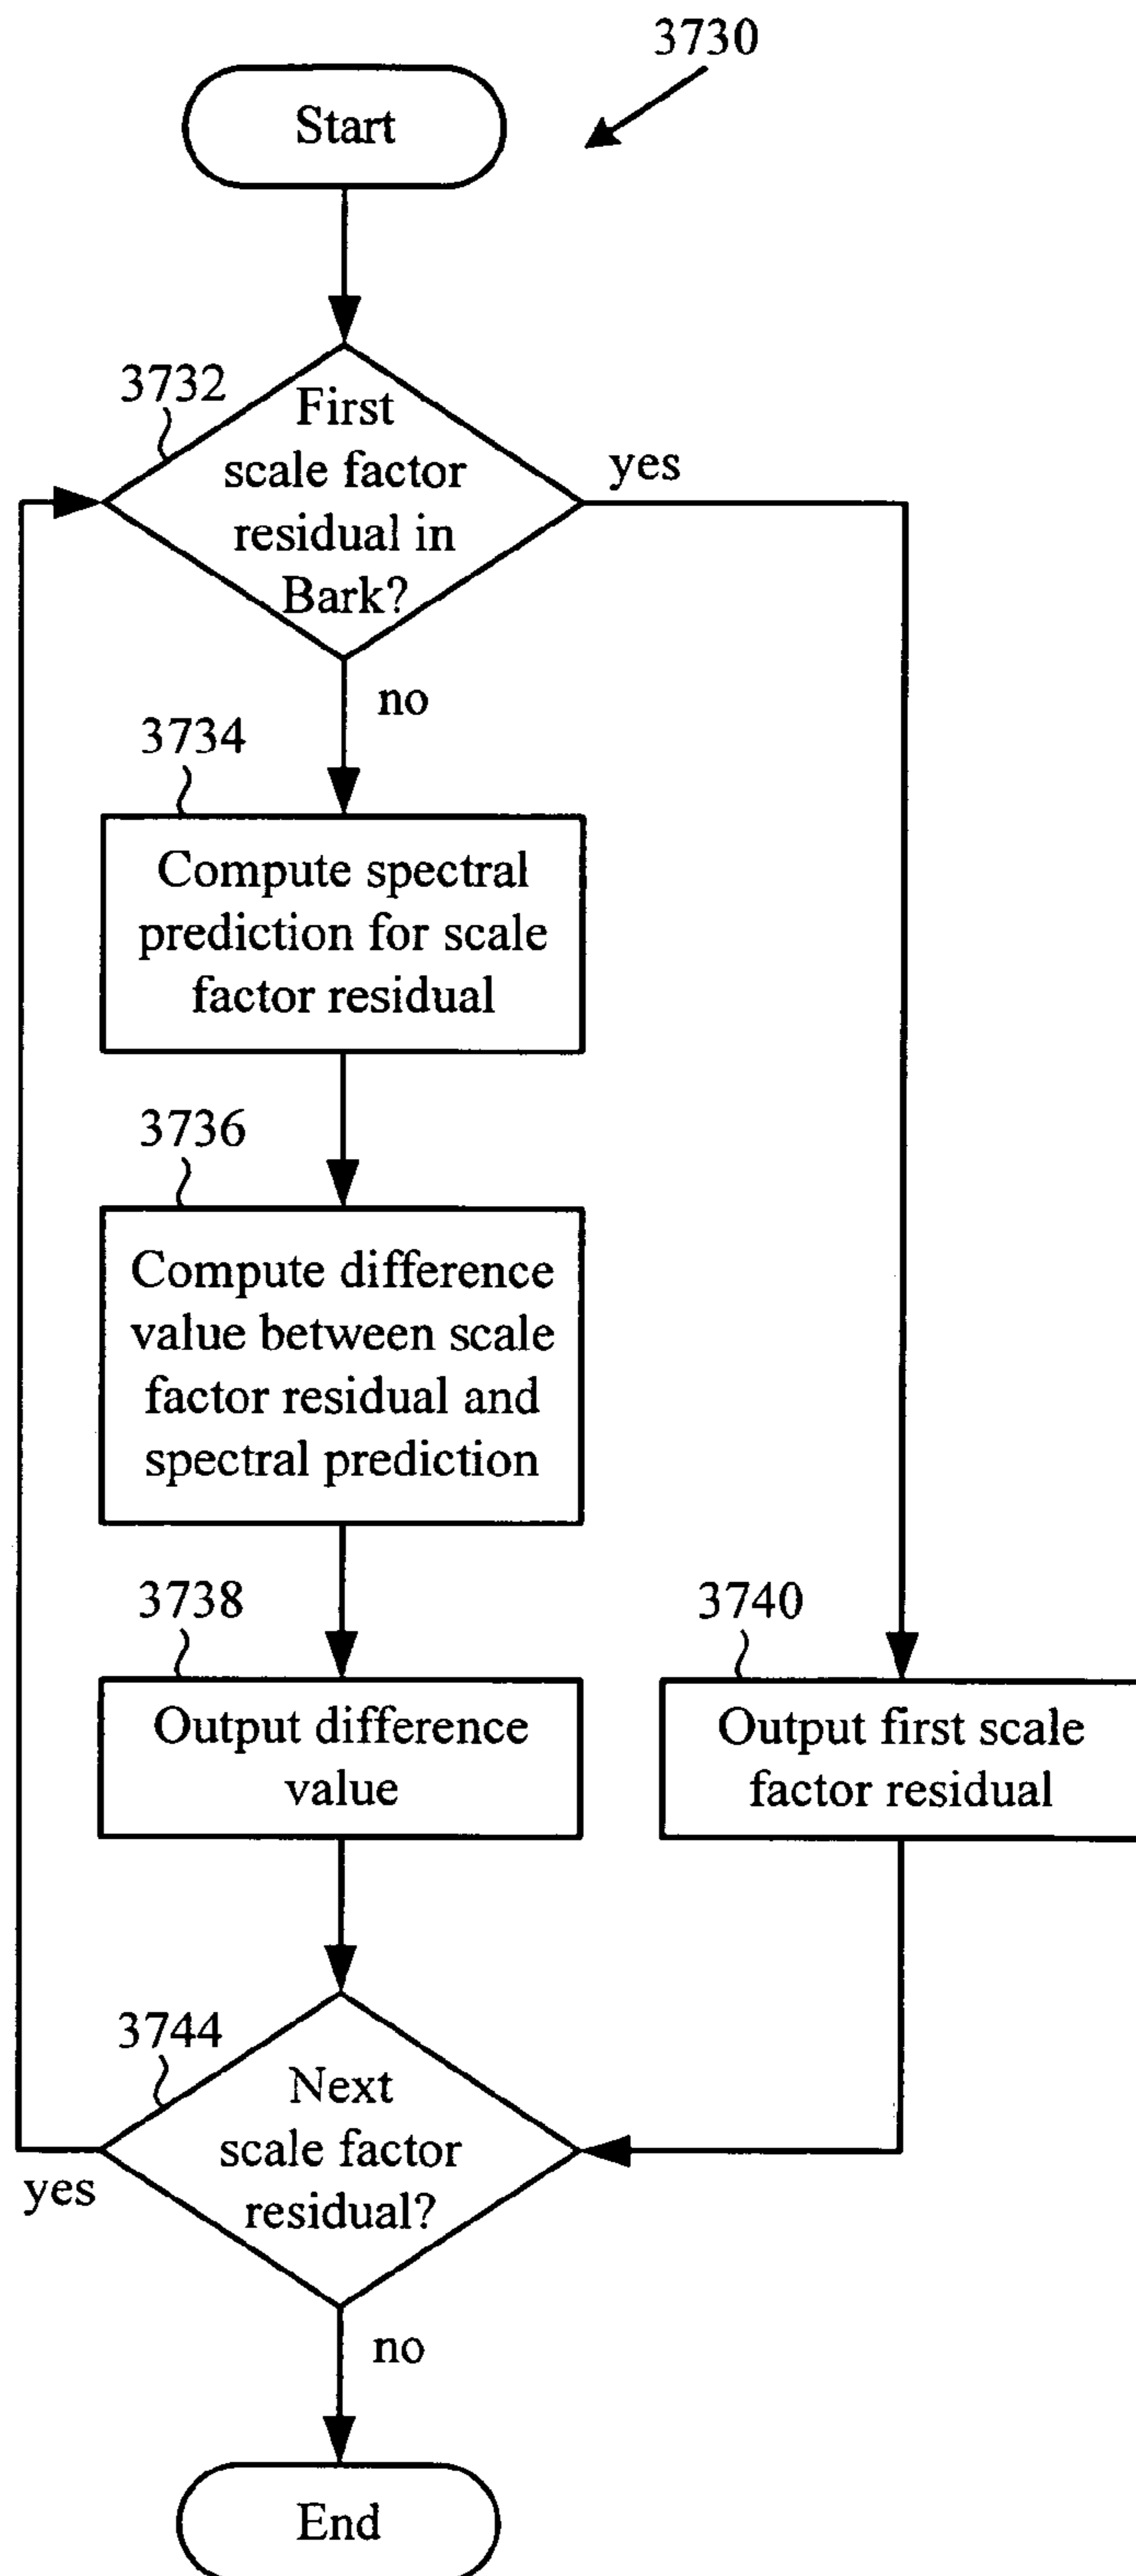 3730
Start
3732
First
scale factor
residual in
Bark?
yes
no
3734
Compute spectral
prediction for scale
factor residual
3736
Compute difference
value between scale
factor residual and
spectral prediction
3738
Output difference
value
3740
Output first scale
factor residual
3744
Next
scale factor
residual?
yes
no
End